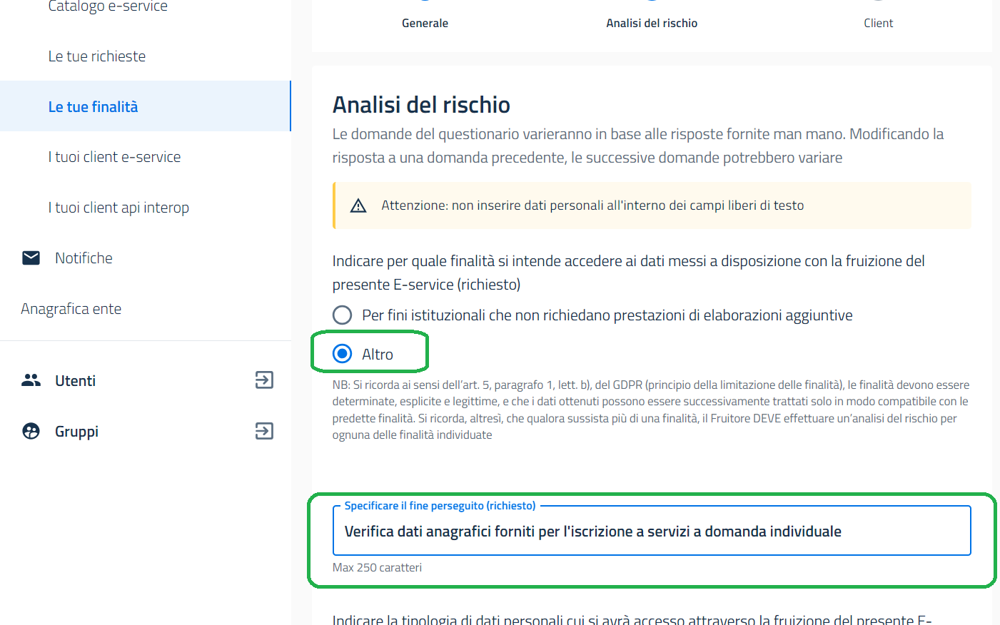 Catalogo e-service
Le tue richieste
Le tue finalità
I tuoi client e-service
I tuoi client api interop
Notifiche
Anagrafica ente
Utenti
Gruppi
Generale
Analisi del rischio
Client
Analisi del rischio
Le domande del questionario varieranno in base alle risposte fornite man mano. Modificando la
risposta a una domanda precedente, le successive domande potrebbero variare
Attenzione: non inserire dati personali all'interno dei campi liberi di testo
Indicare per quale finalità si intende accedere ai dati messi a disposizione con la fruizione del
presente E-service (richiesto)
Per fini istituzionali che non richiedano prestazioni di elaborazioni aggiuntive
Altro
NB: Si ricorda ai sensi dell’art. 5, paragrafo 1, lett. b), del GDPR (principio della limitazione delle finalità), le finalità devono essere
determinate, esplicite e legittime, e che i dati ottenuti possono essere successivamente trattati solo in modo compatibile con le
predette finalità. Si ricorda, altresì, che qualora sussista più di una finalità, il Fruitore DEVE effettuare un’analisi del rischio per
ognuna delle finalità individuate
Specificare il fine perseguito (richiesto)
Verifica dati anagrafici forniti per l'iscrizione a servizi a domanda individuale
Max 250 caratteri
Indicare la tipologia di dati personali cui si avrà accesso attraverso la fruizione del presente E-